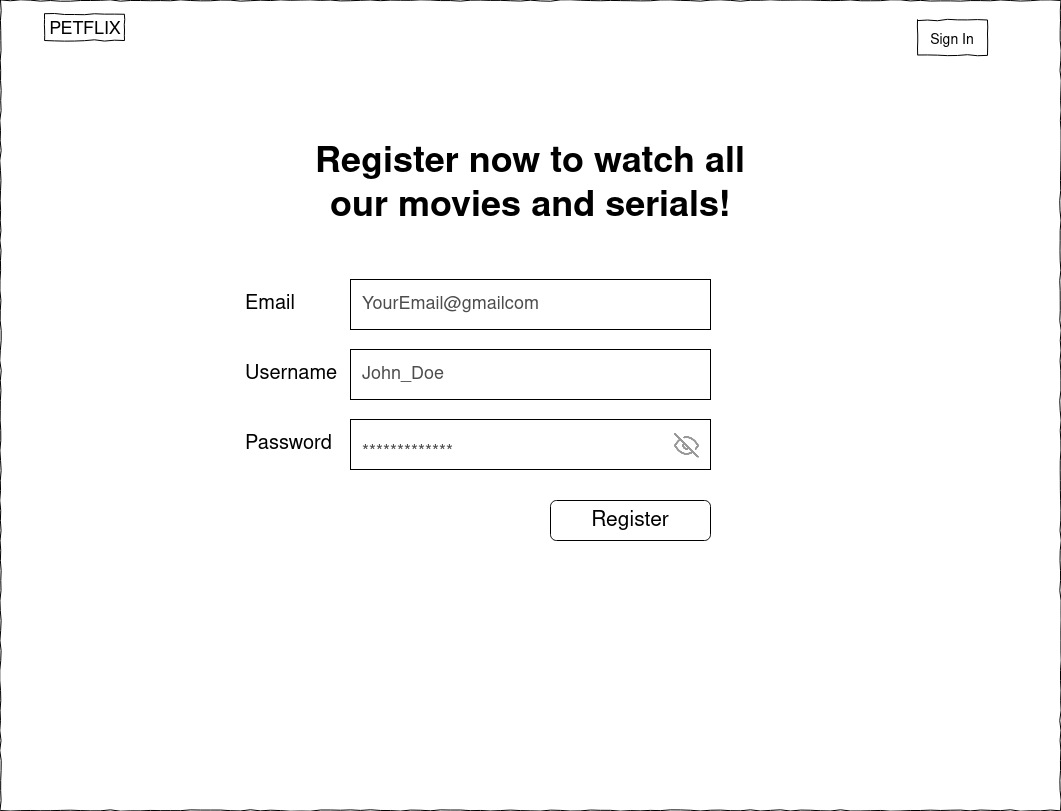 PETFLIX
Sign In
Register now to watch all
our movies and serials!
Email
YourEmail@gmailcom
Username
John_Doe
Password
*************
Register